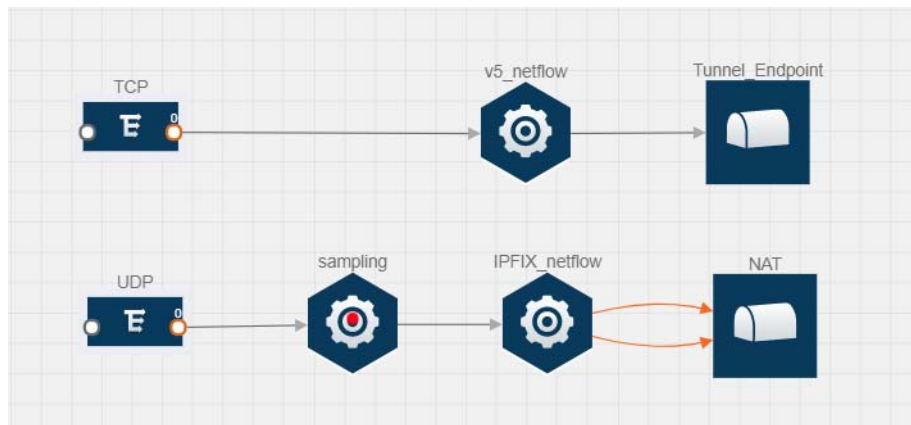 TCP
0
v5_netflow
Tunnel_Endpoint
UDP
0
sampling
IPFIX_netflow
NAT